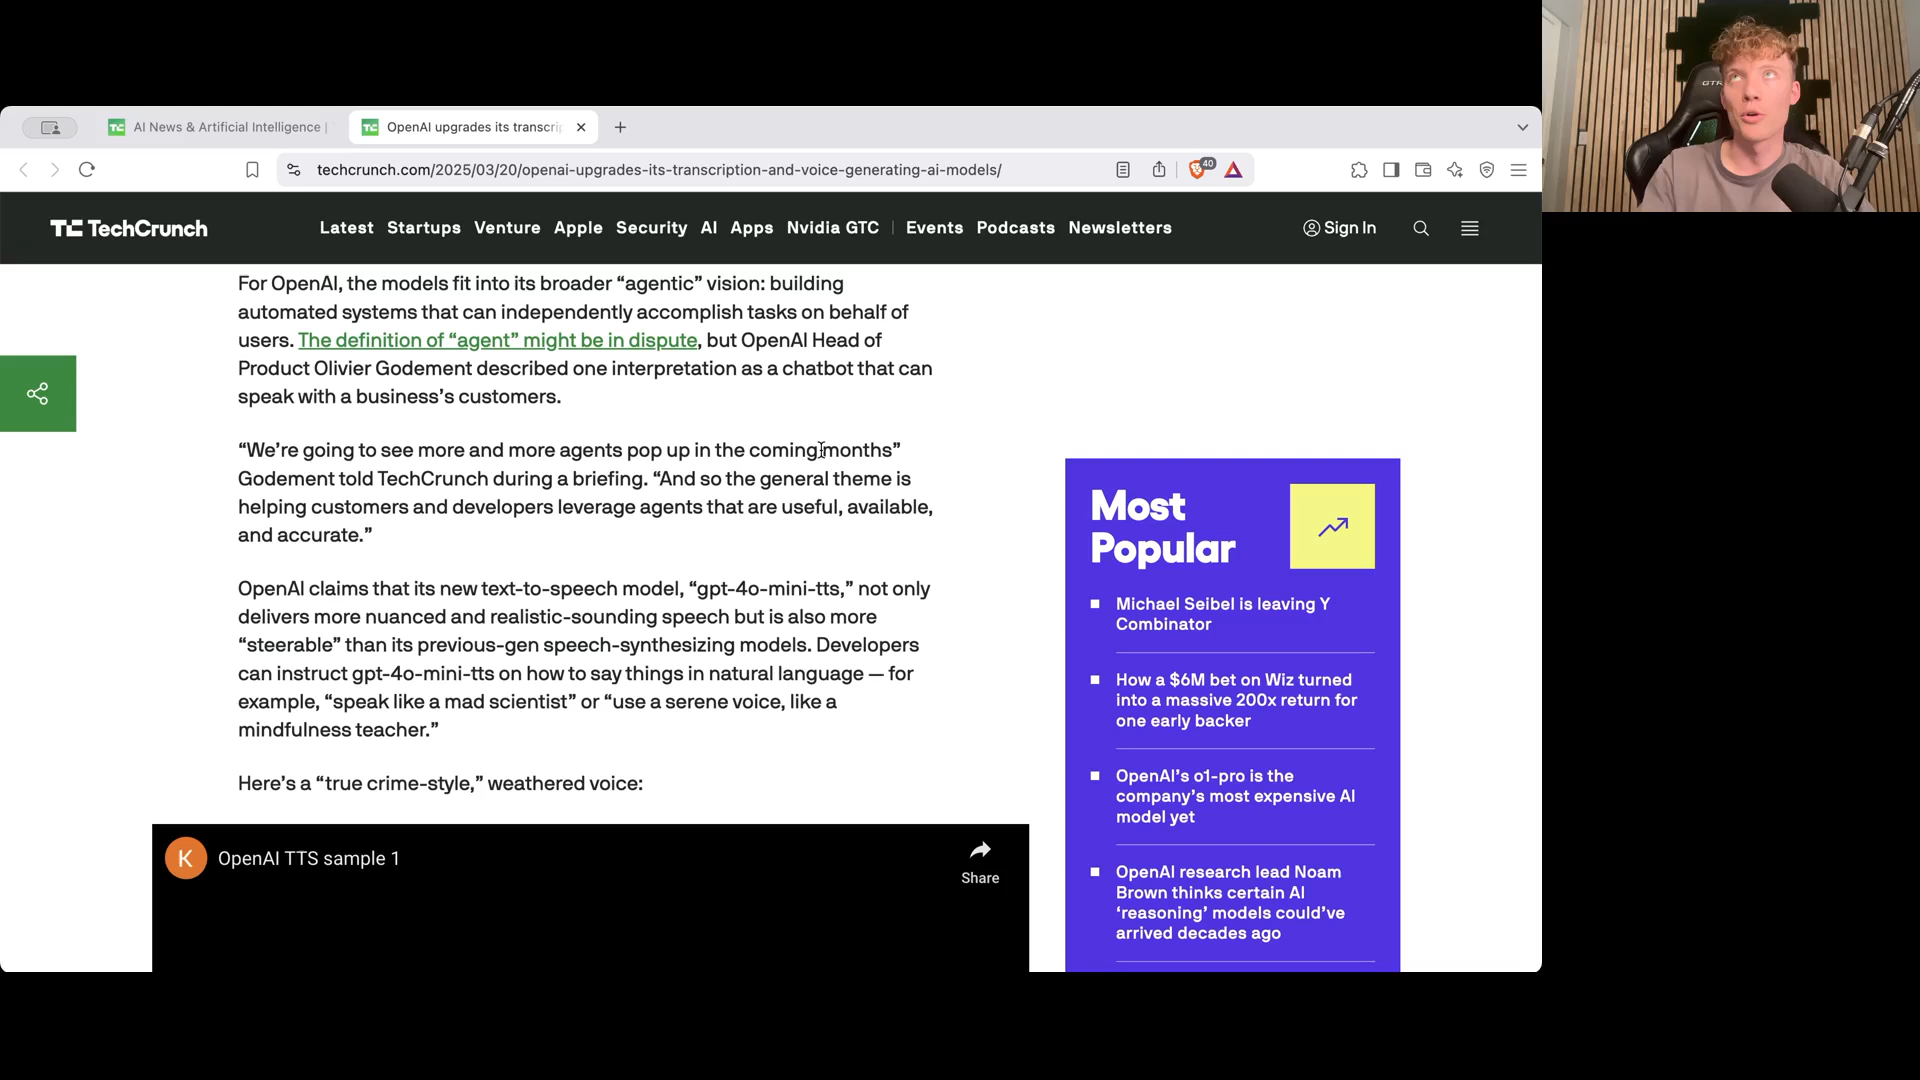 AI News & Artificial Intelligence |
OpenAI upgrades its transcri
techcrunch.com/2025/03/20/openai-upgrades-its-transcription-and-voice-generating-ai-models/
40
TechCrunch
Latest Startups Venture Apple Security AI Apps Nvidia GTC | Events Podcasts Newsletters
Sign In
For OpenAI, the models fit into its broader “agentic” vision: building
automated systems that can independently accomplish tasks on behalf of
users. The definition of “agent” might be in dispute, but OpenAI Head of
Product Olivier Godement described one interpretation as a chatbot that can
speak with a business’s customers.
“We’re going to see more and more agents pop up in the coming months”
Godement told TechCrunch during a briefing. “And so the general theme is
helping customers and developers leverage agents that are useful, available,
and accurate.”
OpenAI claims that its new text-to-speech model, “gpt-4o-mini-tts,” not only
delivers more nuanced and realistic-sounding speech but is also more
“steerable” than its previous-gen speech-synthesizing models. Developers
can instruct gpt-4o-mini-tts on how to say things in natural language — for
example, “speak like a mad scientist” or “use a serene voice, like a
mindfulness teacher.”
Here’s a “true crime-style,” weathered voice:
K
OpenAI TTS sample 1
Share
Most
Popular
Michael Seibel is leaving Y
Combinator
How a $6M bet on Wiz turned
into a massive 200x return for
one early backer
OpenAI’s o1-pro is the
company’s most expensive AI
model yet
OpenAI research lead Noam
Brown thinks certain AI
‘reasoning’ models could’ve
arrived decades ago